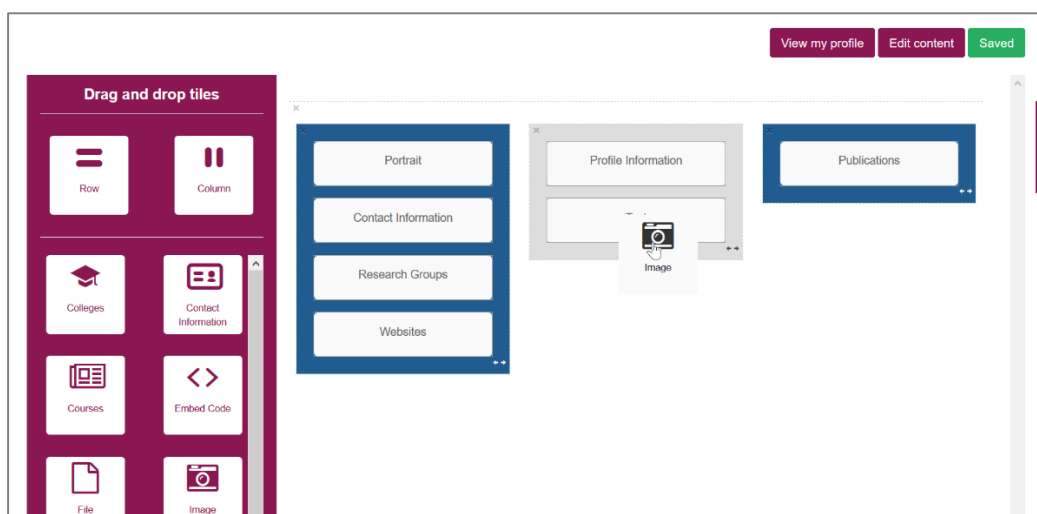 View my profile
Edit content
Saved
Drag and drop tiles
Row
Column
Colleges
Contact
Information
Courses
Embed Code
File
Image
Portrait
Contact Information
Research Groups
Websites
Profile Information
Image
Publications